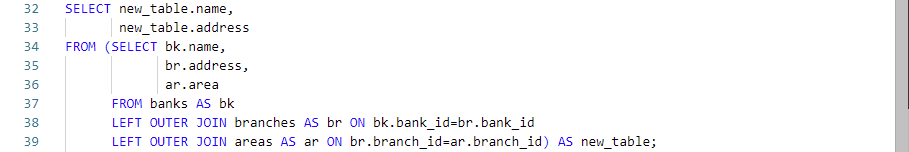 32 SELECT new_table.name,
33 new_table.address
34 FROM (SELECT bk.name,
35 br.address,
36 ar.area
37 FROM banks AS bk
38 LEFT OUTER JOIN branches AS br ON bk.bank_id=br.bank_id
39 LEFT OUTER JOIN areas AS ar ON br.branch_id=ar.branch_id) AS new_table;